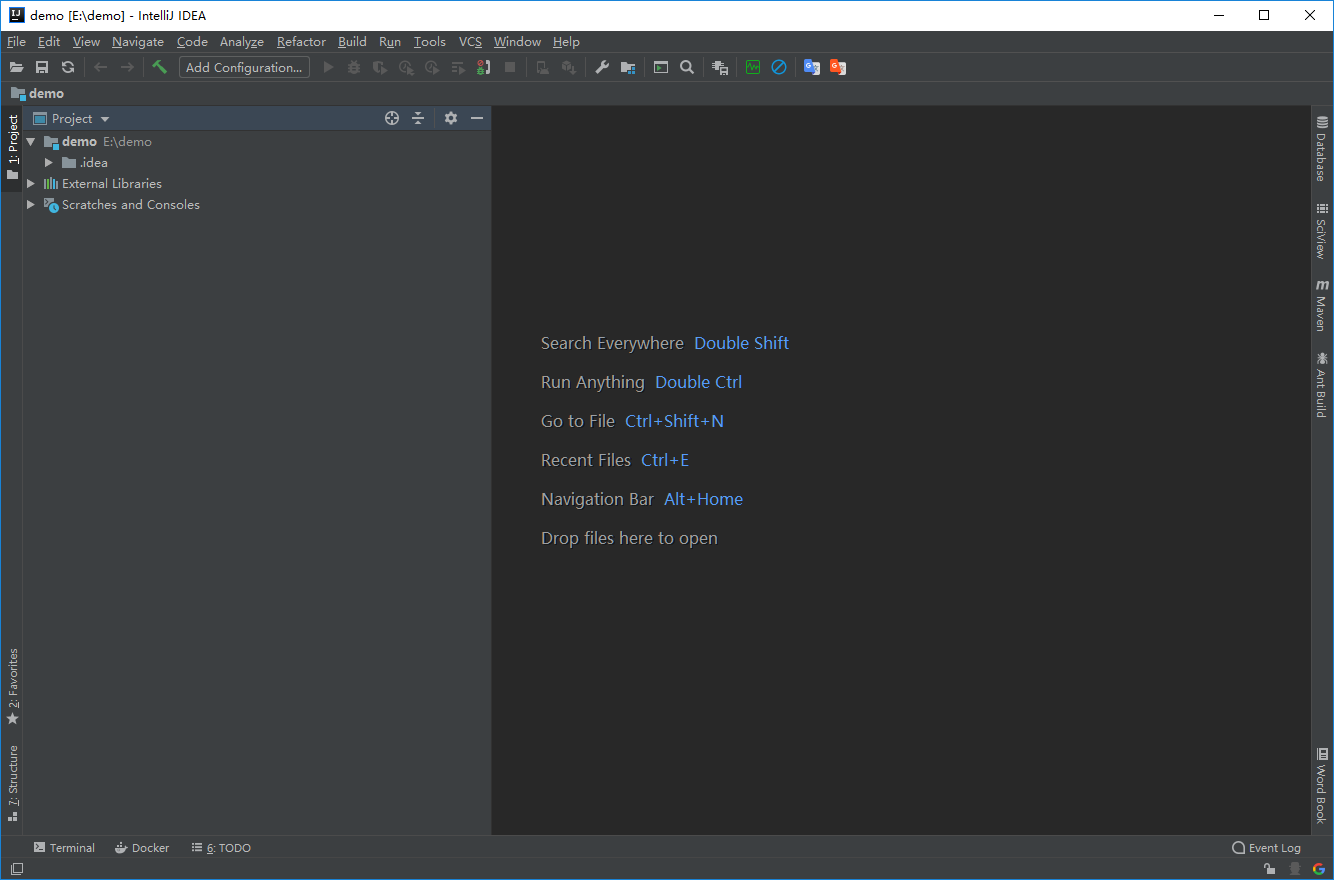 demo [E:\demo] - IntelliJ IDEA
File Edit View Navigate Code Analyze Refactor Build Run Tools VCS Window Help
Add Configuration...
demo
1: Project
Project
demo E:\demo
.idea
External Libraries
Scratches and Consoles
Search Everywhere Double Shift
Run Anything Double Ctrl
Go to File Ctrl+Shift+N
Recent Files Ctrl+E
Navigation Bar Alt+Home
Drop files here to open
Database
SciView
Maven
Ant Build
Word Book
2: Favorites
7: Structure
Terminal Docker 6: TODO Event Log